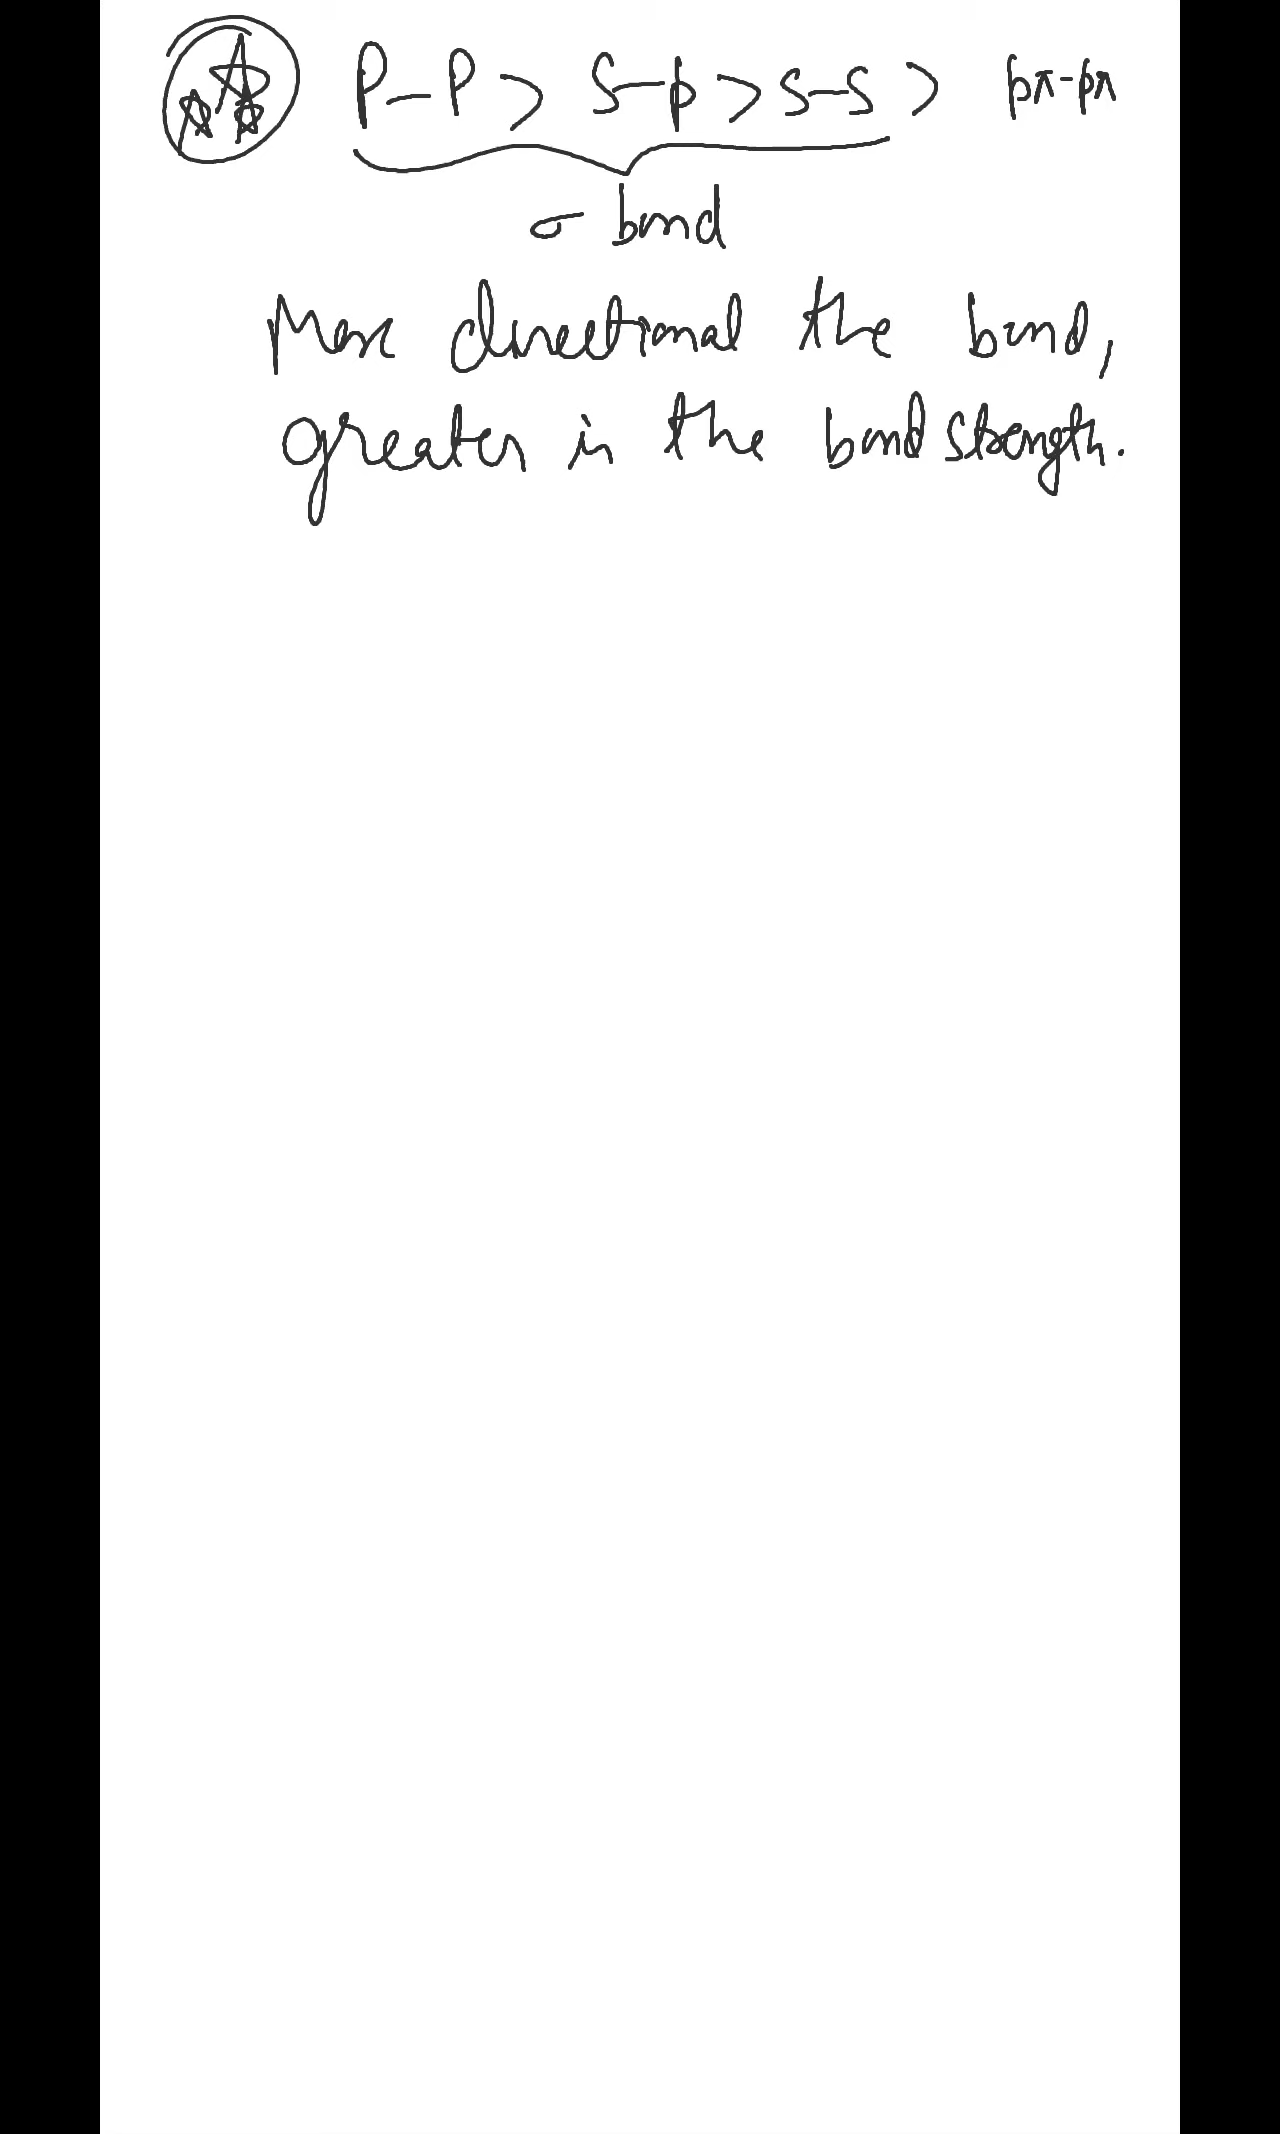 P-P > S-p > s-s > pπ-pπ
σ bond
More directional the bond,
greater is the bond strength.